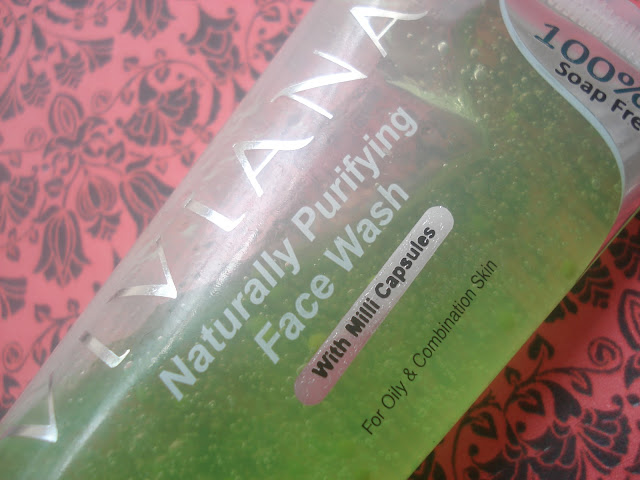 VIVIANA
Naturally Purifying
Face Wash
With Milli Capsules
For Oily & Combination Skin
100%
Soap Fre